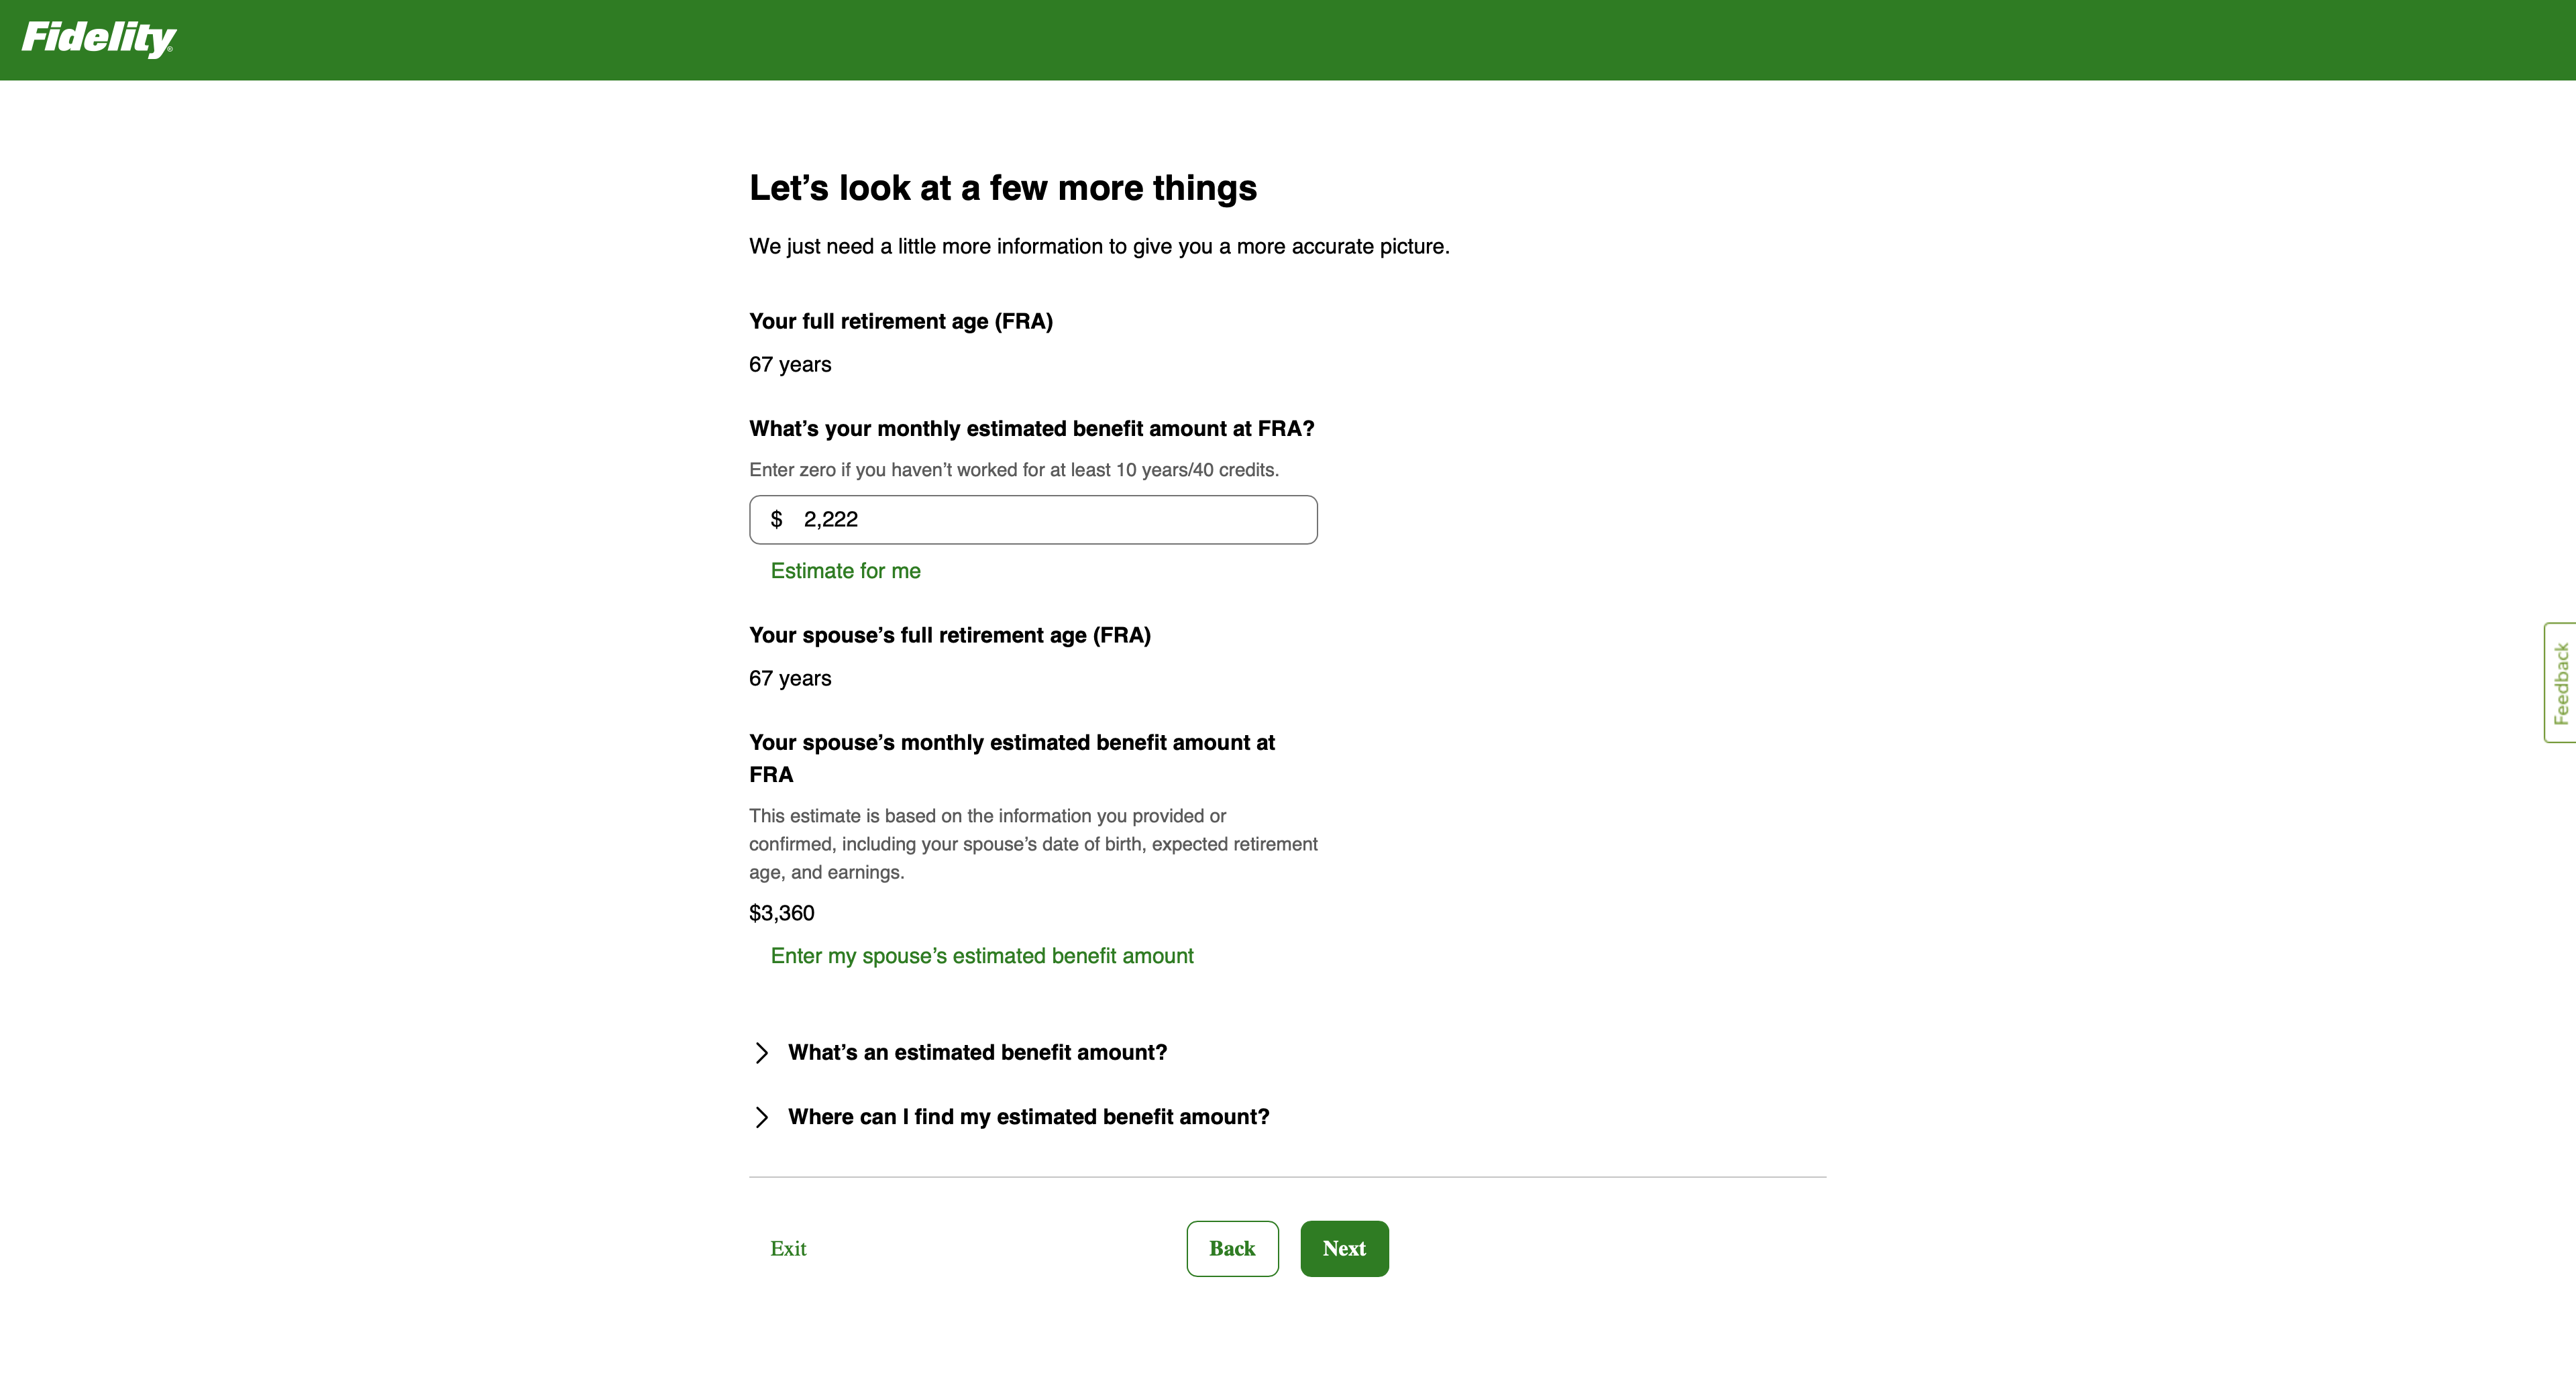 Fidelity®
Let’s look at a few more things
We just need a little more information to give you a more accurate picture.
Your full retirement age (FRA)
67 years
What’s your monthly estimated benefit amount at FRA?
Enter zero if you haven’t worked for at least 10 years/40 credits.
$ 2,222
Estimate for me
Your spouse’s full retirement age (FRA)
67 years
Feedback
Your spouse’s monthly estimated benefit amount at
FRA
This estimate is based on the information you provided or
confirmed, including your spouse’s date of birth, expected retirement
age, and earnings.
$3,360
Enter my spouse’s estimated benefit amount
What’s an estimated benefit amount?
Where can I find my estimated benefit amount?
Exit
Back
Next